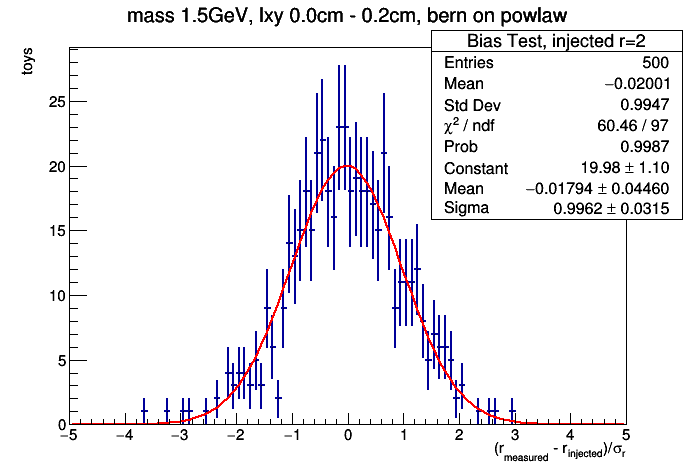 mass 1.5GeV, lxy 0.0cm - 0.2cm, bern on powlaw
toys
Bias Test, injected r=2
Entries 500
Mean −0.02001
Std Dev 0.9947
χ² / ndf 60.46 / 97
Prob 0.9987
Constant 19.98 ± 1.10
Mean −0.01794 ± 0.04460
Sigma 0.9962 ± 0.0315
25
20
15
10
5
0
−5 −4 −3 −2 −1 0 1 2 3 4 5
(r_measured - r_injected)/σ_r